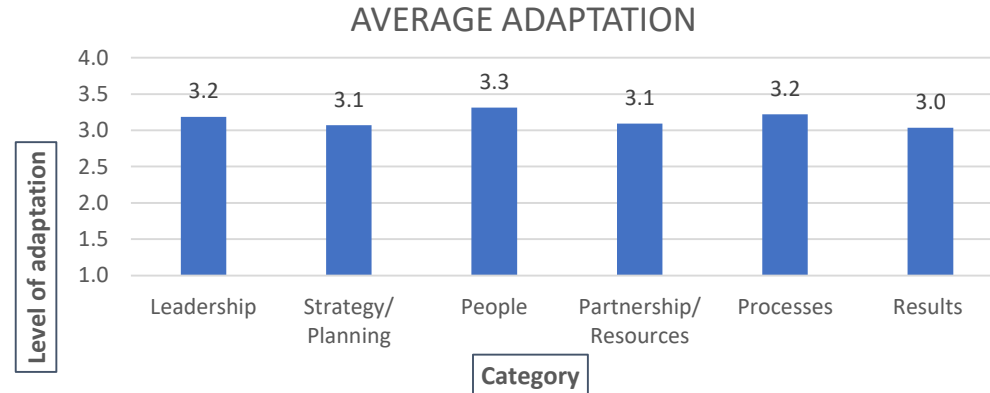 AVERAGE ADAPTATION
4.0
3.5
3.0
2.5
2.0
1.5
1.0
3.2
3.1
3.3
3.1
3.2
3.0
Level of adaptation
Leadership
Strategy/
Planning
People
Partnership/
Resources
Processes
Results
Category